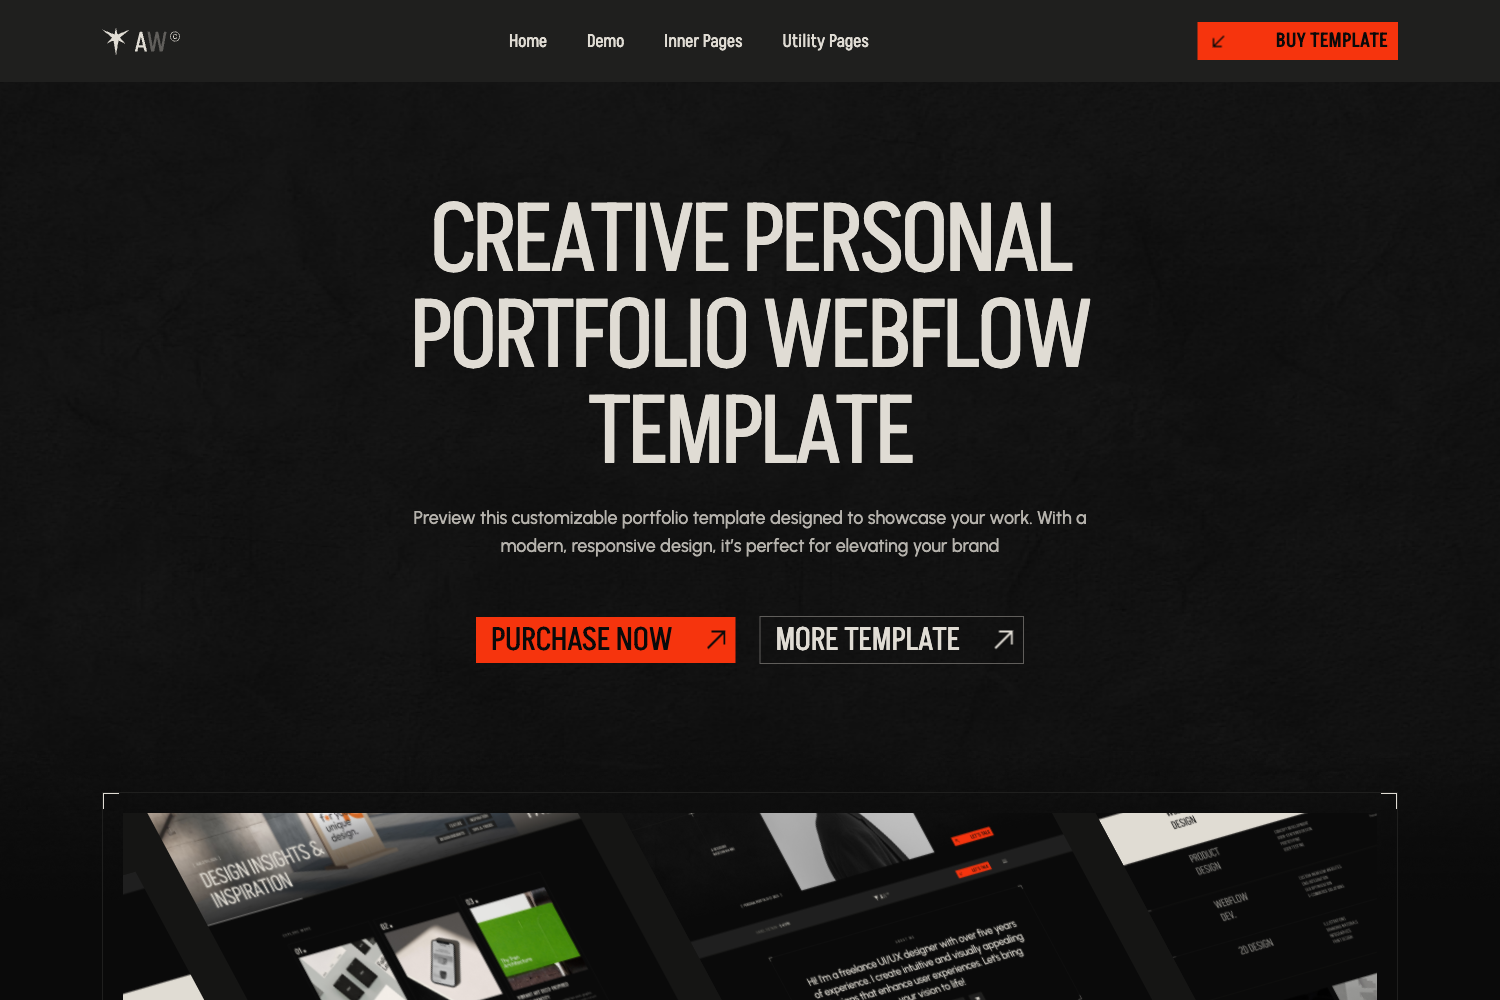 AW©
Home
Demo
Inner Pages
Utility Pages
BUY TEMPLATE
CREATIVE PERSONAL
PORTFOLIO WEBFLOW
TEMPLATE
Preview this customizable portfolio template designed to showcase your work. With a
modern, responsive design, it's perfect for elevating your brand
PURCHASE NOW
MORE TEMPLATE
unique
design.
DESIGN INSIGHTS &
INSPIRATION
01
02
03
DESIGN
PRODUCT
DESIGN
WEBFLOW
DEV.
2D DESIGN
Hi! I'm a freelance UI/UX designer with over five years
of experience. I create intuitive and visually appealing
that enhance user experiences. Let's bring
your vision to life!